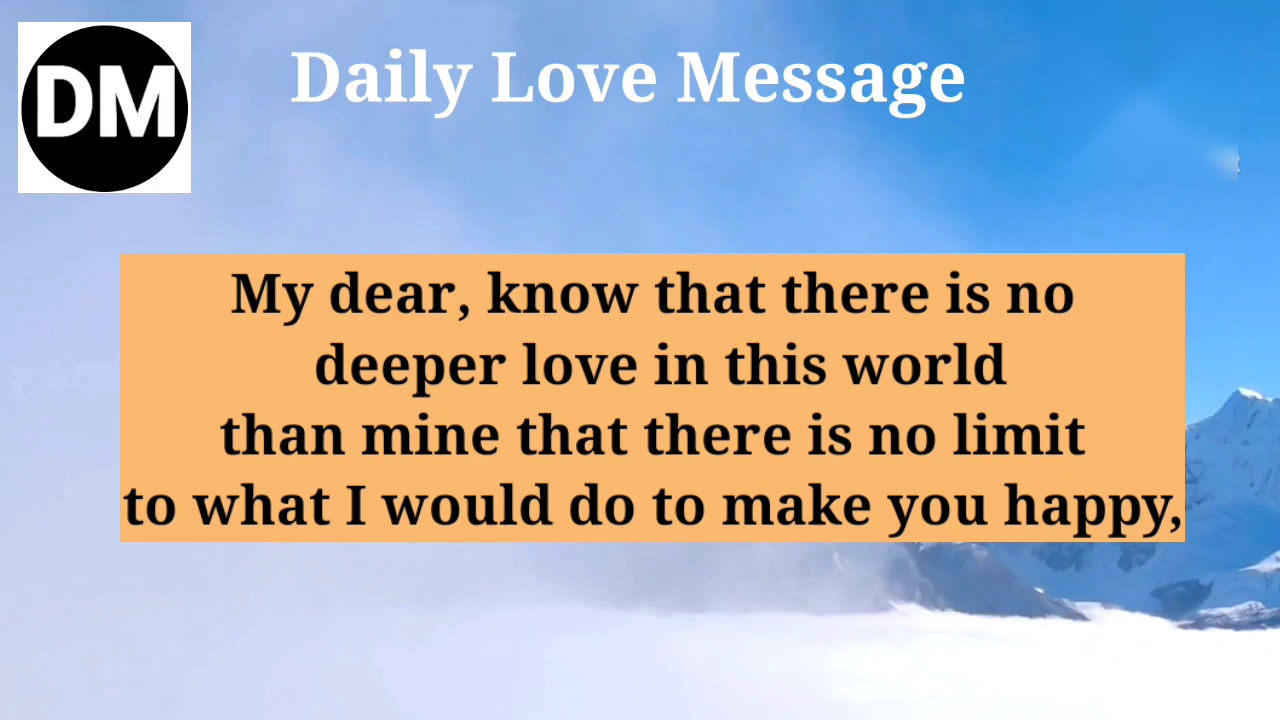 DM
Daily Love Message
My dear, know that there is no
deeper love in this world
than mine that there is no limit
to what I would do to make you happy,